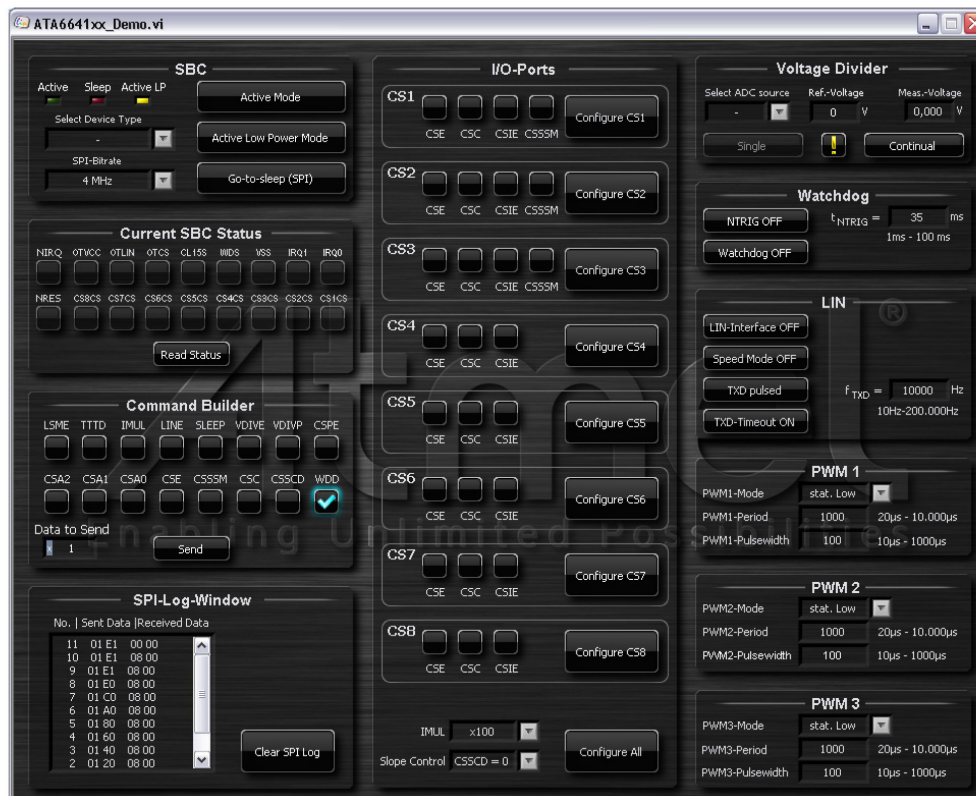 ATA6641xx_Demo.vi
SBC
Active Sleep Active LP
Active Mode
Select Device Type
-
Active Low Power Mode
SPI-Bitrate
4 MHz
Go-to-sleep (SPI)
Current SBC Status
NIRQ OTVCC OTLIN OTCS CL15S WDS VSS IRQ1 IRQ0
NRES CS8CS CS7CS CS6CS CS5CS CS4CS CS3CS CS2CS CS1CS
Read Status
Command Builder
LSME TTTD IMUL LINE SLEEP VDIVE VDIVP CSPE
CSA2 CSA1 CSA0 CSE CSSSM CSC CSSCD WDD
Data to Send
x 1
Send
SPI-Log-Window
No. | Sent Data |Received Data
11 01 E1 00 00
10 01 E1 08 00
9 01 E1 08 00
8 01 E0 08 00
7 01 C0 08 00
6 01 A0 08 00
5 01 80 08 00
4 01 60 08 00
3 01 40 08 00
2 01 20 08 00
Clear SPI Log
I/O-Ports
CS1
CSE CSC CSIE CSSSM
Configure CS1
CS2
CSE CSC CSIE CSSSM
Configure CS2
CS3
CSE CSC CSIE CSSSM
Configure CS3
CS4
CSE CSC CSIE
Configure CS4
CS5
CSE CSC CSIE
Configure CS5
CS6
CSE CSC CSIE
Configure CS6
CS7
CSE CSC CSIE
Configure CS7
CS8
CSE CSC CSIE
Configure CS8
IMUL x100
Slope Control CSSCD = 0
Configure All
Voltage Divider
Select ADC source Ref.-Voltage Meas.-Voltage
- 0 V 0,000 V
Single ! Continual
Watchdog
NTRIG OFF tNTRIG = 35 ms
1ms - 100 ms
Watchdog OFF
LIN
LIN-Interface OFF
Speed Mode OFF
TXD pulsed fTXD = 10000 Hz
10Hz-200.000Hz
TXD-Timeout ON
PWM 1
PWM1-Mode stat. Low
PWM1-Period 1000 20µs - 10.000µs
PWM1-Pulsewidth 100 10µs - 1000µs
PWM 2
PWM2-Mode stat. Low
PWM2-Period 1000 20µs - 10.000µs
PWM2-Pulsewidth 100 10µs - 1000µs
PWM 3
PWM3-Mode stat. Low
PWM3-Period 1000 20µs - 10.000µs
PWM3-Pulsewidth 100 10µs - 1000µs
Atmel ®
Enabling Unlimited Possibilities